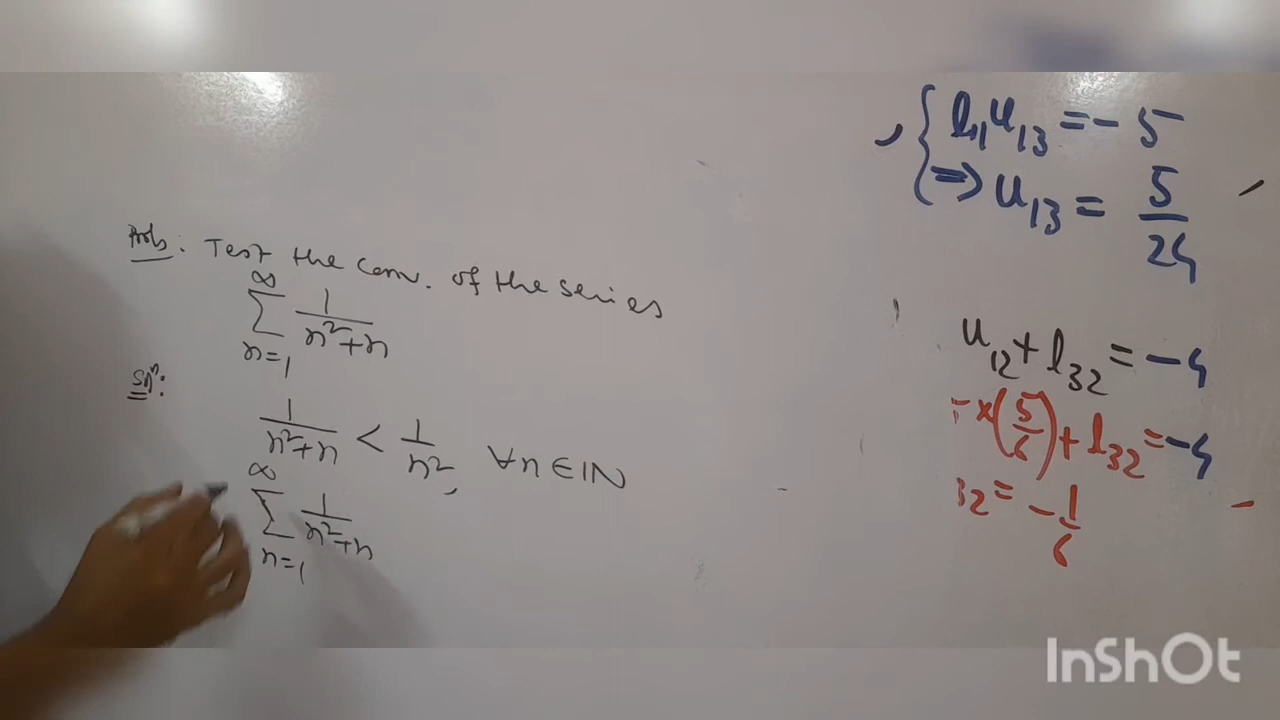 Prob: Test the conv. of the series
∞
∑ 1/(n²+n)
n=1
Solⁿ:
1/(n²+n) < 1/n², ∀n∈ℕ
∞
∑ 1/(n²+n)
n=1
{ l₁₁u₁₃ = -5
⇒ u₁₃ = 5/24
u₁₂ + l₃₂ = -4
×(5/6) + l₃₂ = -4
32 = -1/6
InShOt